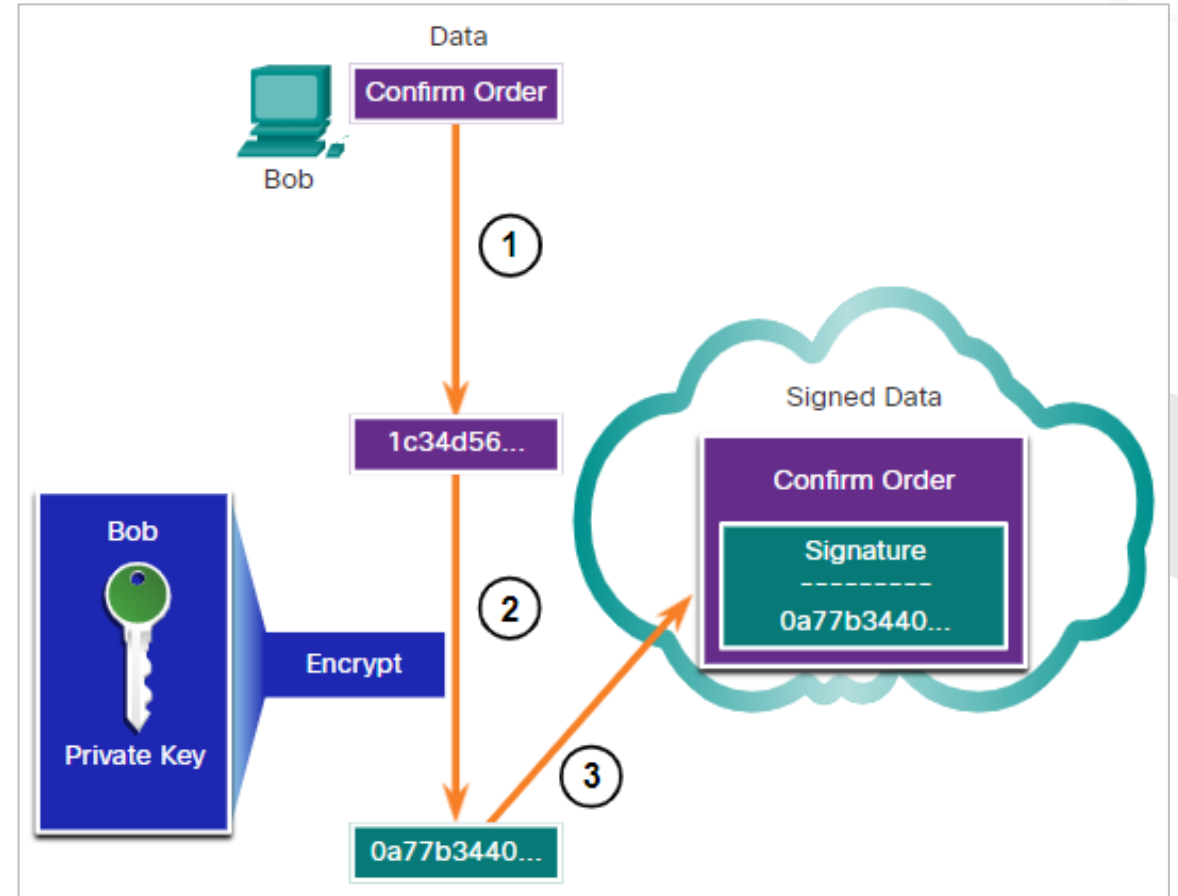 Data
Confirm Order
Bob
1
1c34d56...
Signed Data
Confirm Order
Signature
---------
0a77b3440...
Bob
Private Key
Encrypt
2
3
0a77b3440...